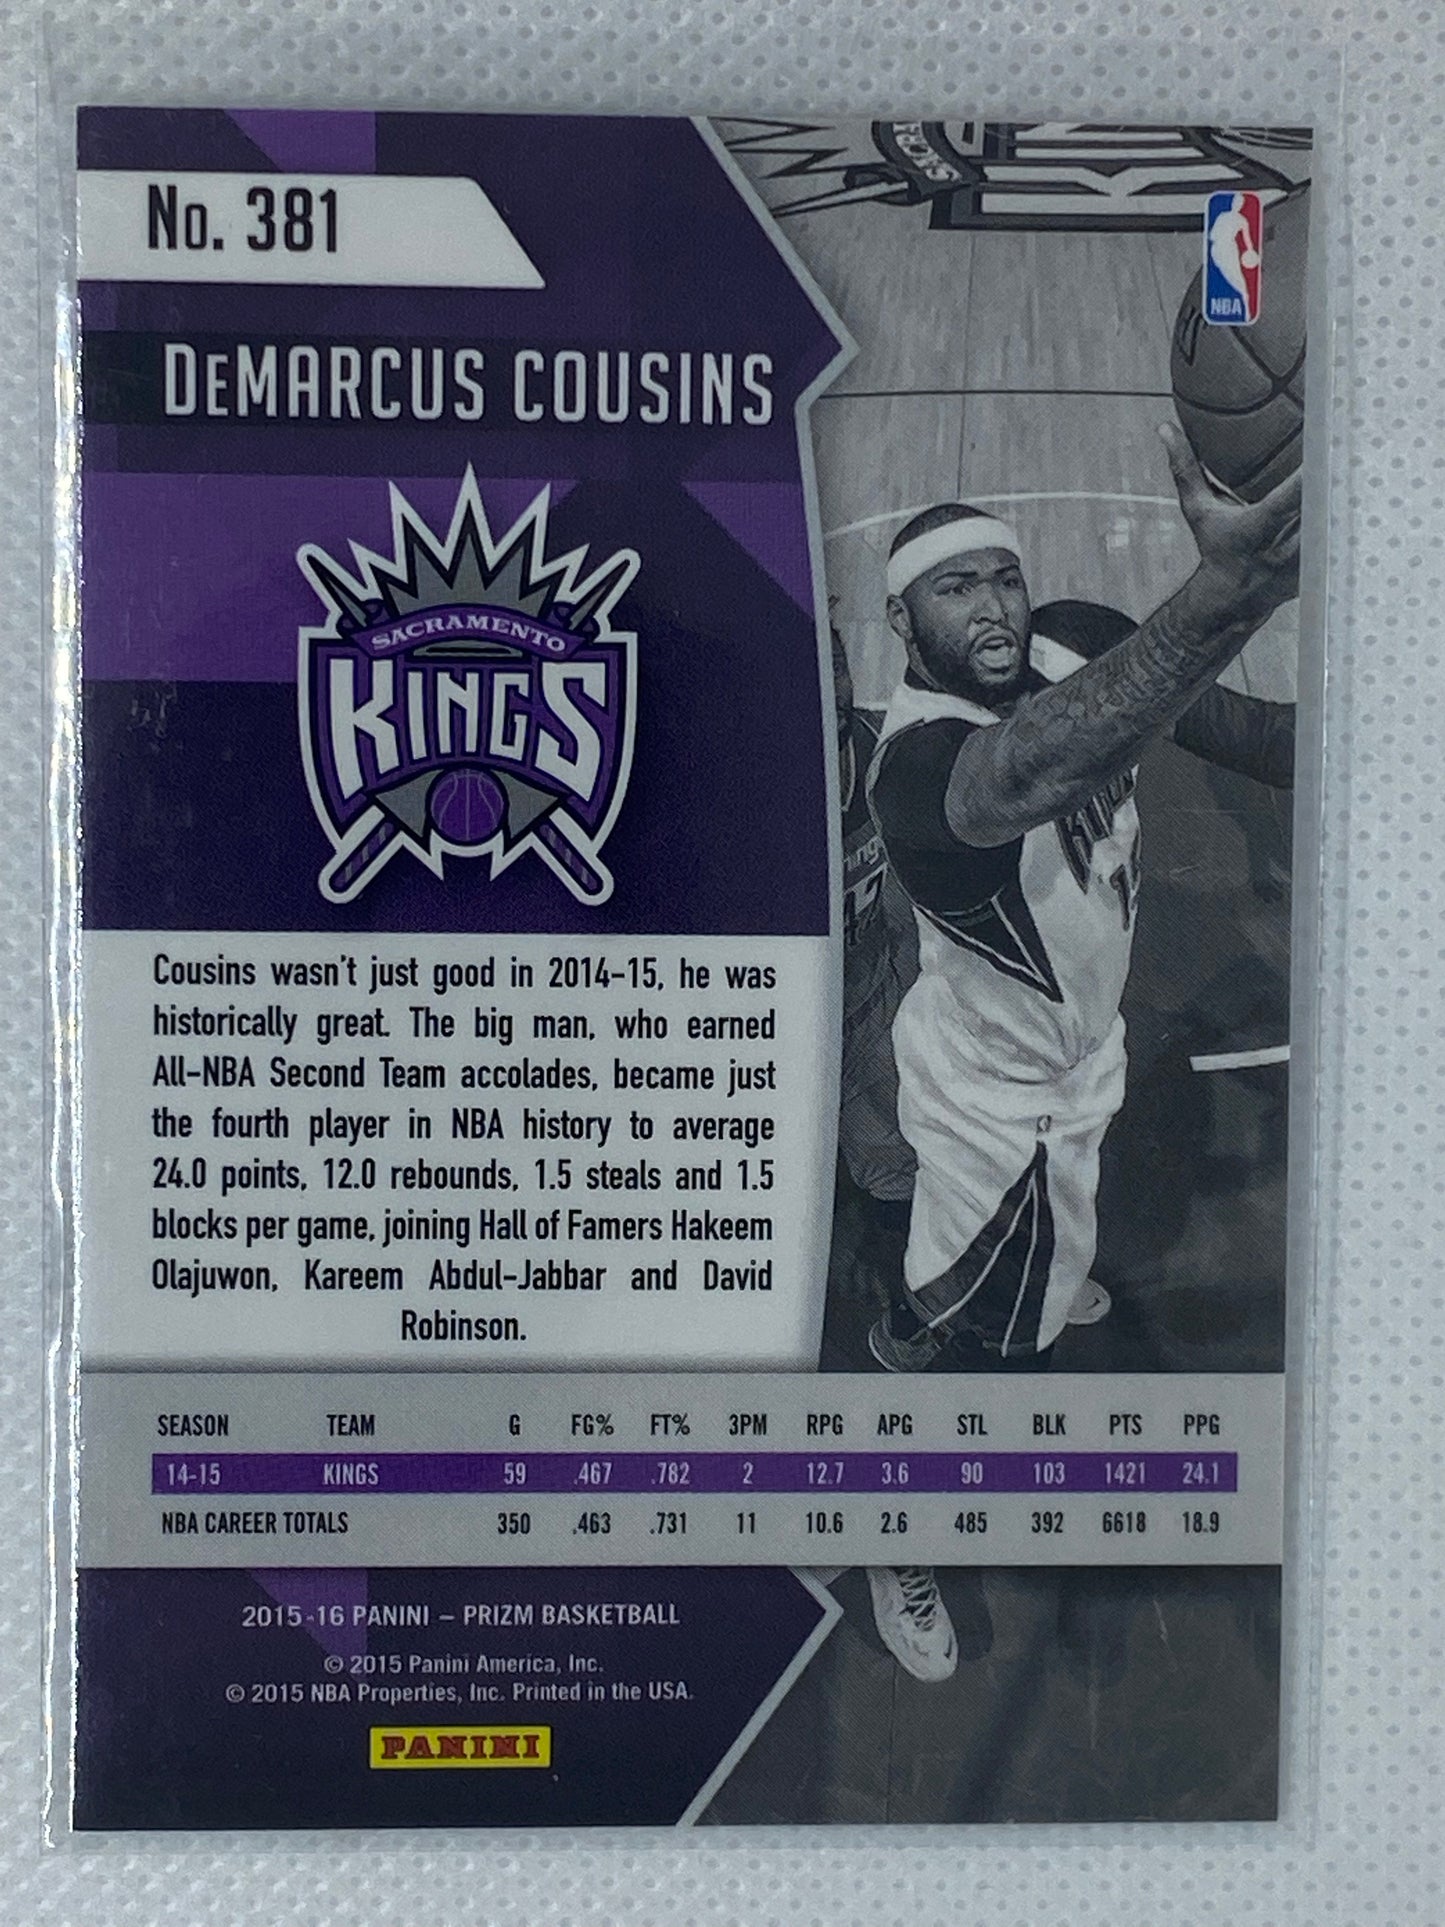 No. 381
NBA
DeMARCUS COUSINS
SACRAMENTO
KINGS
Cousins wasn't just good in 2014-15, he was
historically great. The big man, who earned
All-NBA Second Team accolades, became just
the fourth player in NBA history to average
24.0 points, 12.0 rebounds, 1.5 steals and 1.5
blocks per game, joining Hall of Famers Hakeem
Olajuwon, Kareem Abdul-Jabbar and David
Robinson.
SEASON TEAM G FG% FT% 3PM RPG APG STL BLK PTS PPG
14-15 KINGS 59 .467 .782 2 12.7 3.6 90 103 1421 24.1
NBA CAREER TOTALS 350 .463 .731 11 10.6 2.6 485 392 6618 18.9
2015-16 PANINI – PRIZM BASKETBALL
© 2015 Panini America, Inc.
© 2015 NBA Properties, Inc. Printed in the USA.
PANINI